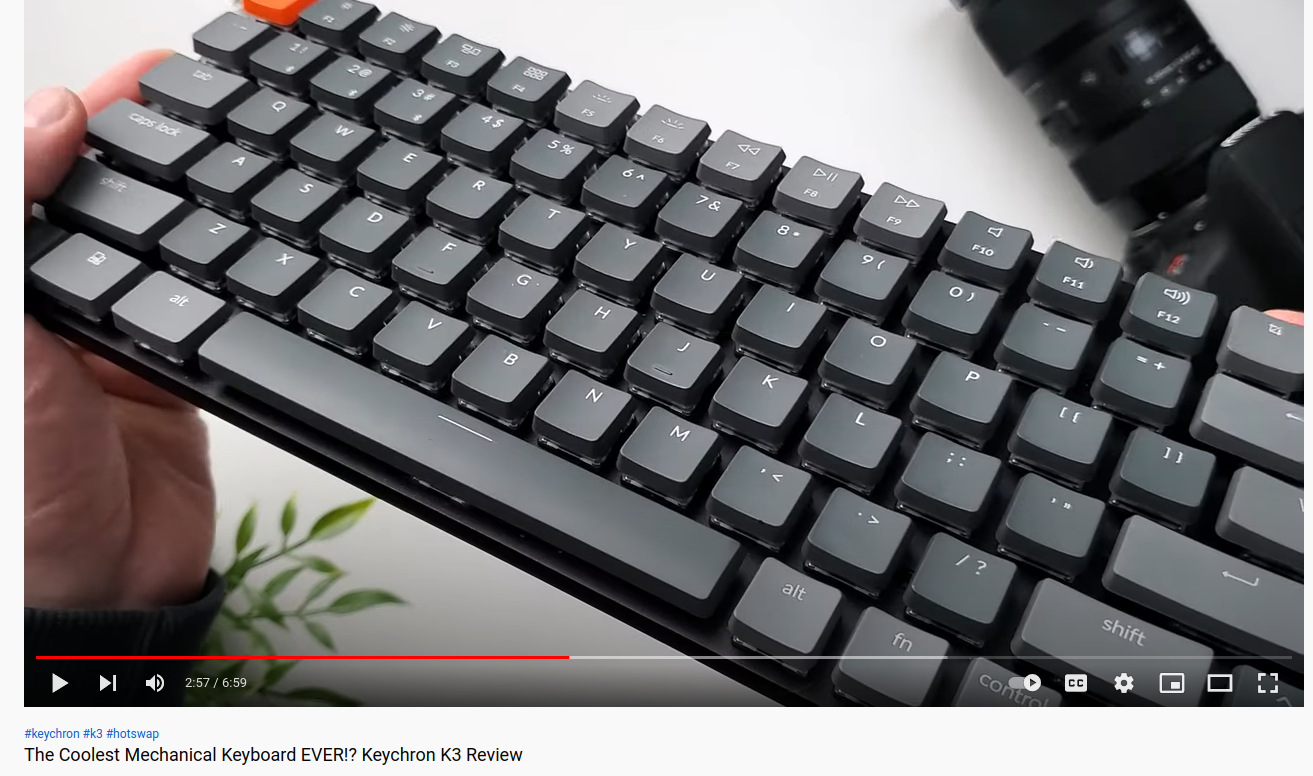 F1
F2
F3
F4
F5
F6
F7
F8
F9
F10
F11
F12
1!
2@
3#
4$
5%
6^
7&
8*
9(
0)
- _
= +
tab
Q
W
E
R
T
Y
U
I
O
P
[ {
] }
caps lock
A
S
D
F
G
H
J
K
L
; :
' "
shift
Z
X
C
V
B
N
M
, <
. >
/ ?
shift
alt
alt
fn
control
2:57 / 6:59
CC
#keychron #k3 #hotswap
The Coolest Mechanical Keyboard EVER!? Keychron K3 Review